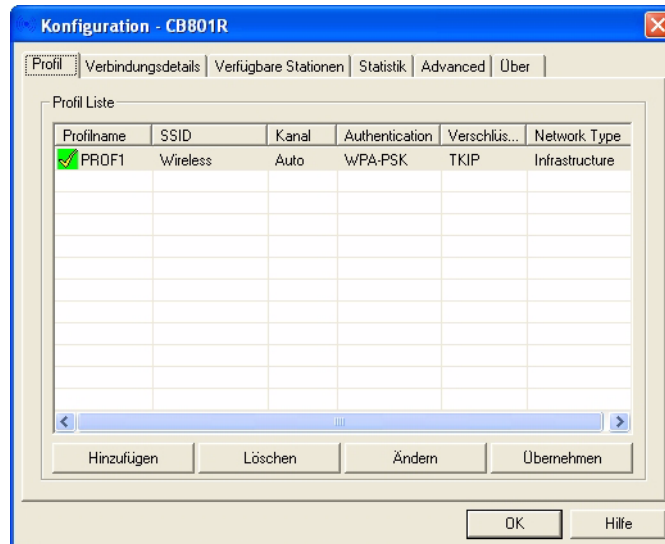 Konfiguration - CB801R
Profil Verbindungsdetails Verfügbare Stationen Statistik Advanced Über
Profil Liste
Profilname SSID Kanal Authentication Verschlüs... Network Type
PROF1 Wireless Auto WPA-PSK TKIP Infrastructure
Hinzufügen Löschen Ändern Übernehmen
OK Hilfe